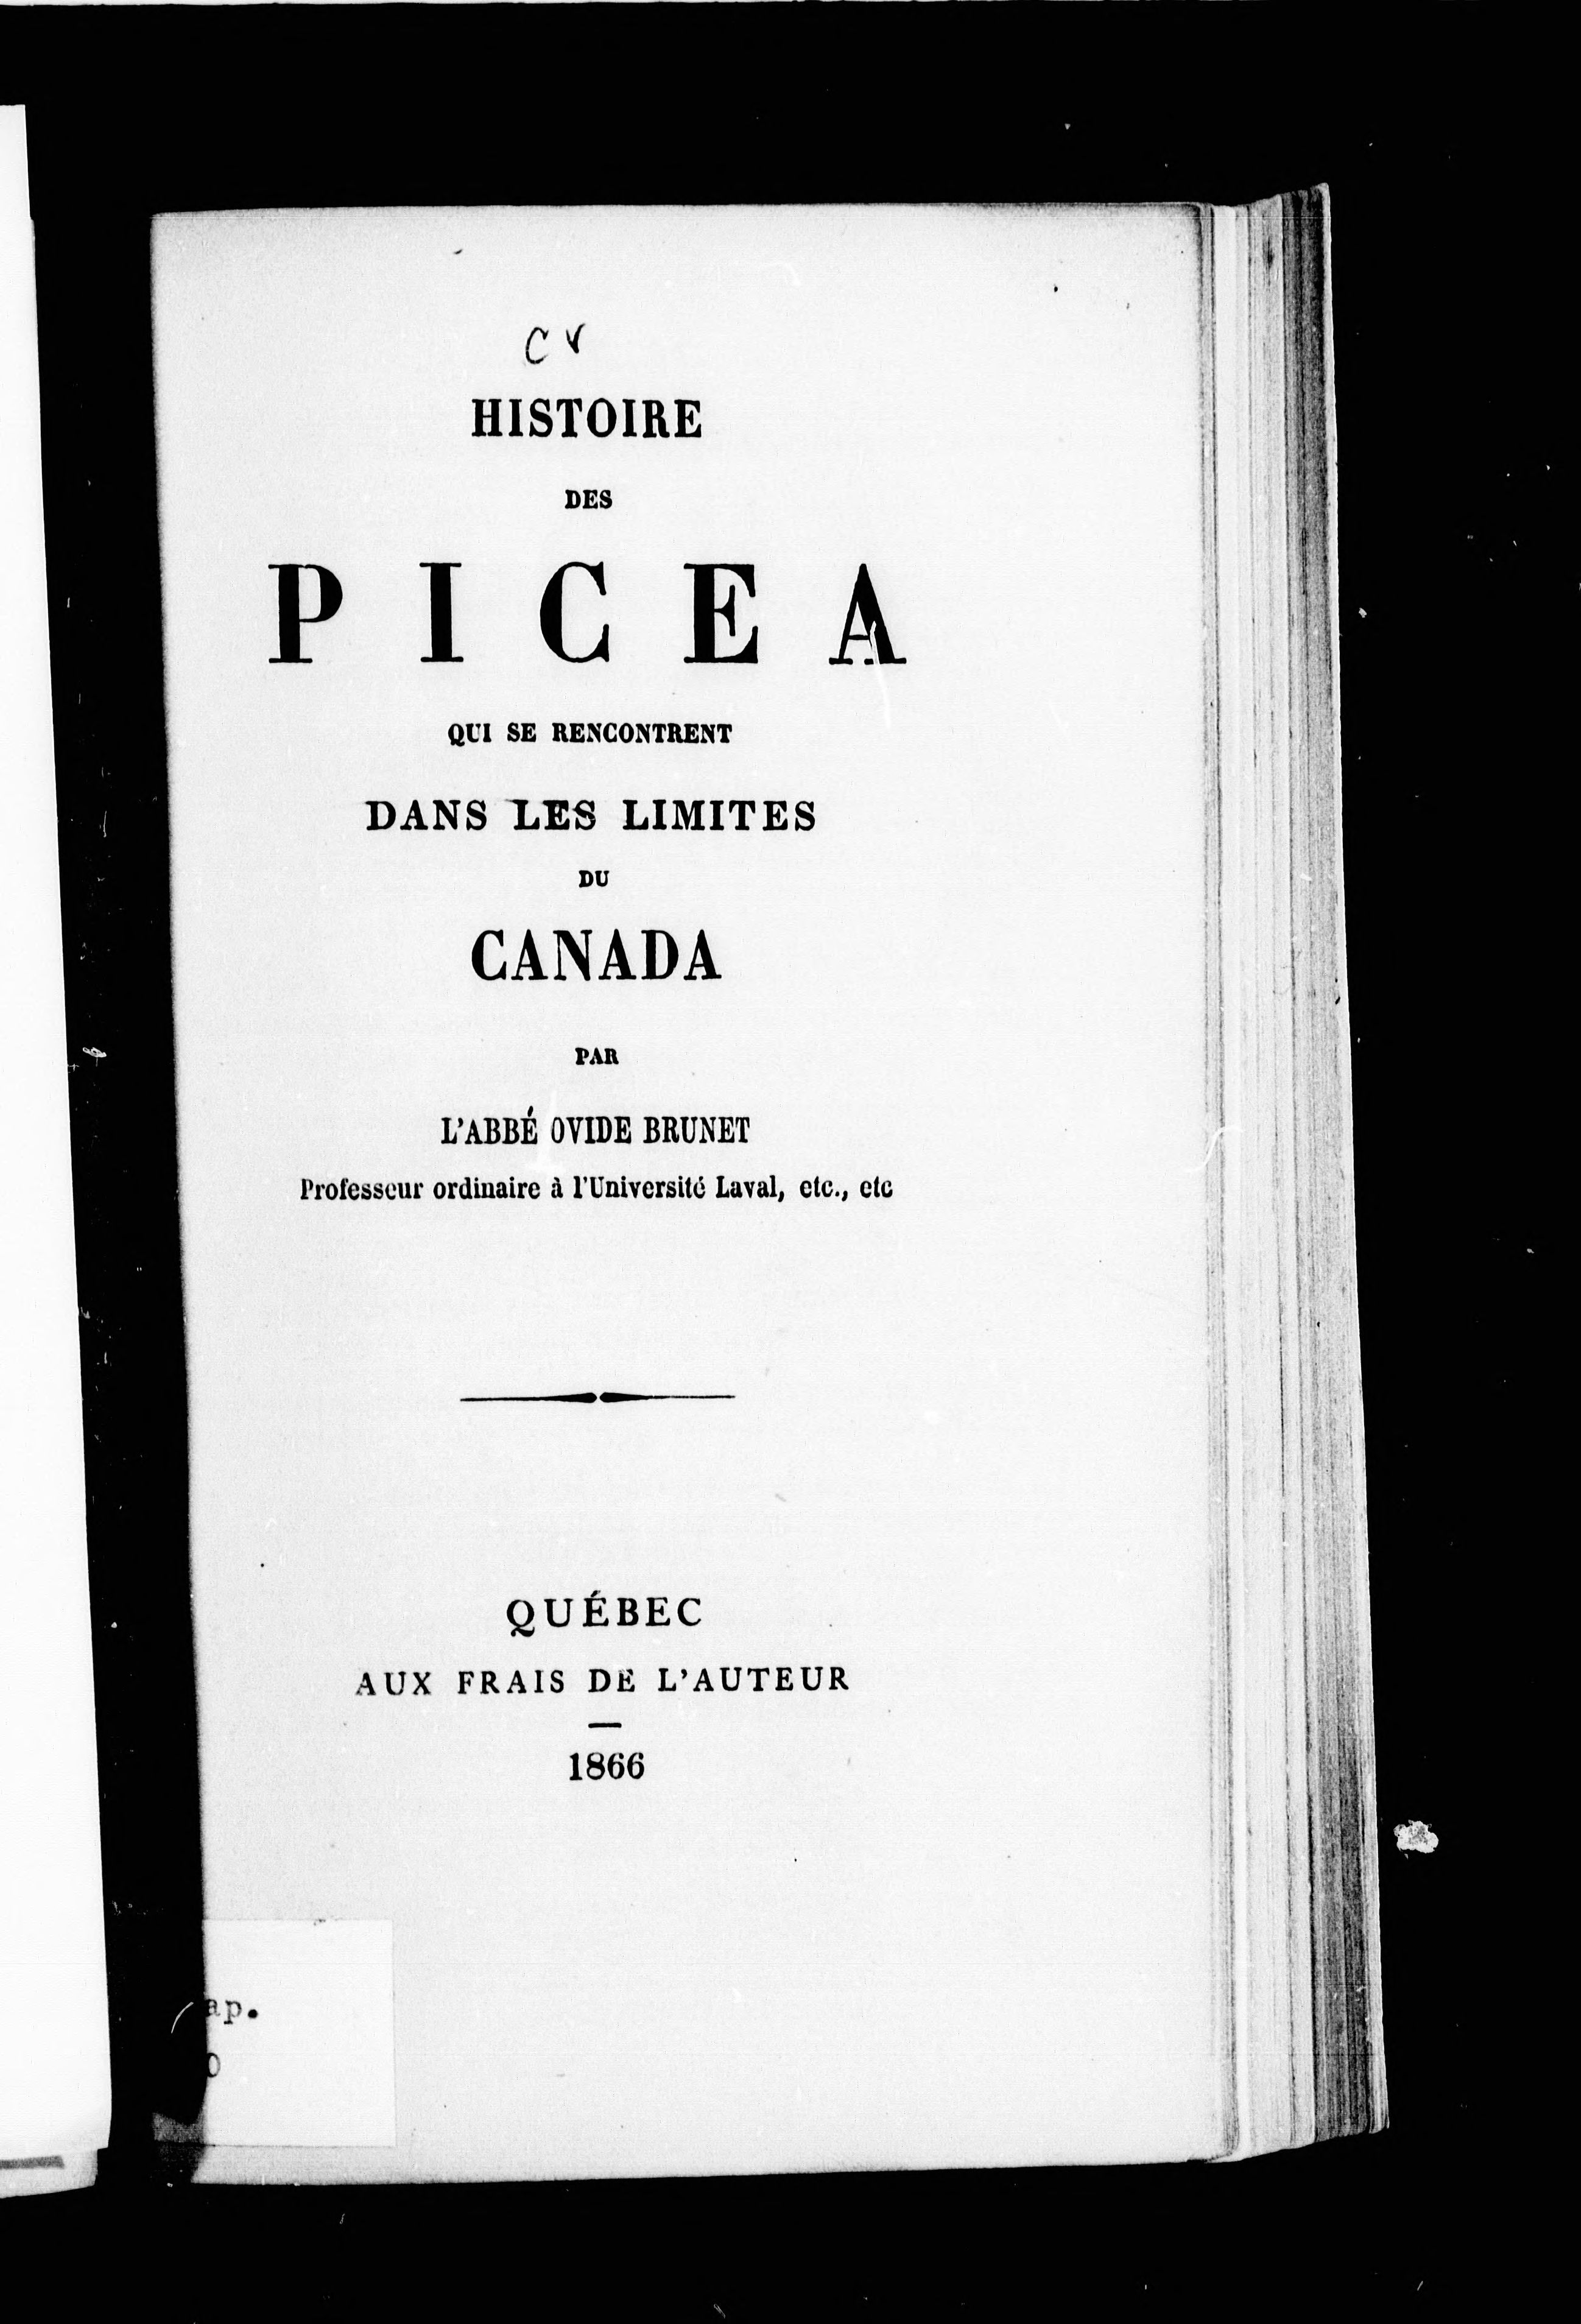 C V
HISTOIRE
DES
PICEA
QUI SE RENCONTRENT
DANS LES LIMITES
DU
CANADA
PAR
L'ABBÉ OVIDE BRUNET
Professeur ordinaire à l'Université Laval, etc., etc
QUÉBEC
AUX FRAIS DE L'AUTEUR
1866
ap.
0